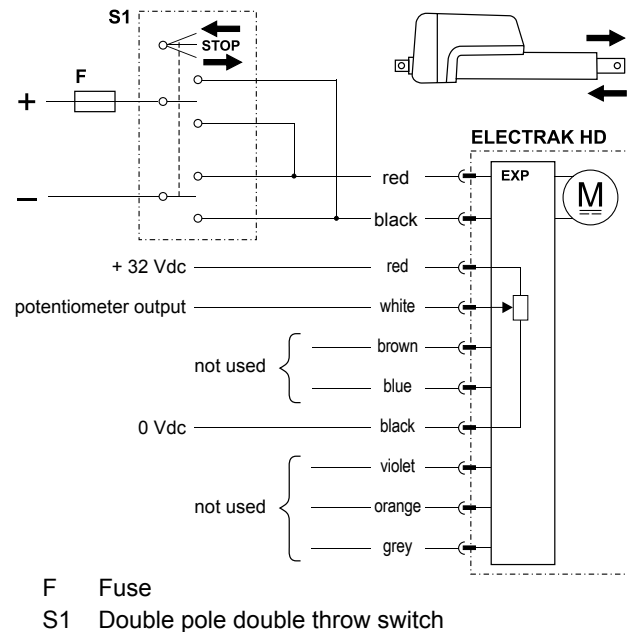 S1
STOP
F
+
–
ELECTRAK HD
EXP
M
red
black
+ 32 Vdc red
potentiometer output white
brown
not used
blue
0 Vdc black
violet
not used orange
grey
F Fuse
S1 Double pole double throw switch